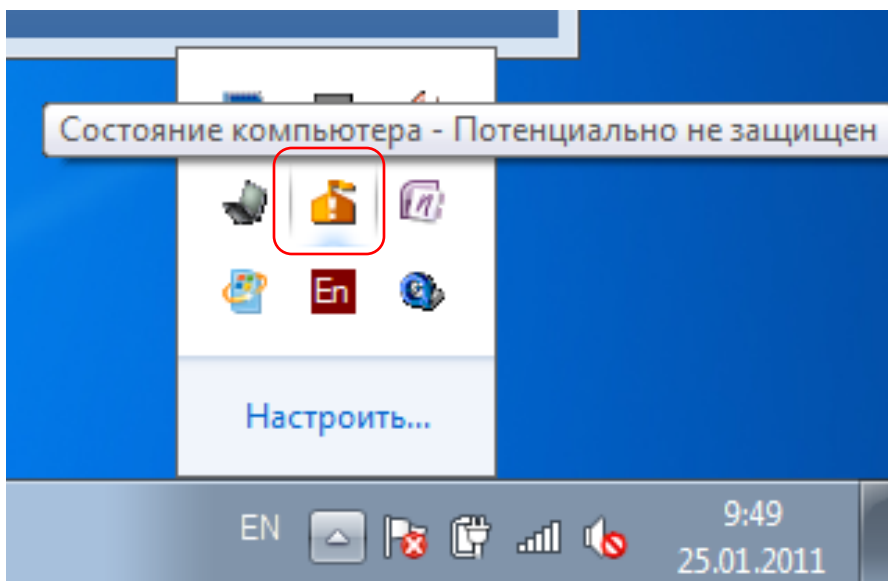 Состояние компьютера - Потенциально не защищен
En
Настроить...
EN
9:49
25.01.2011